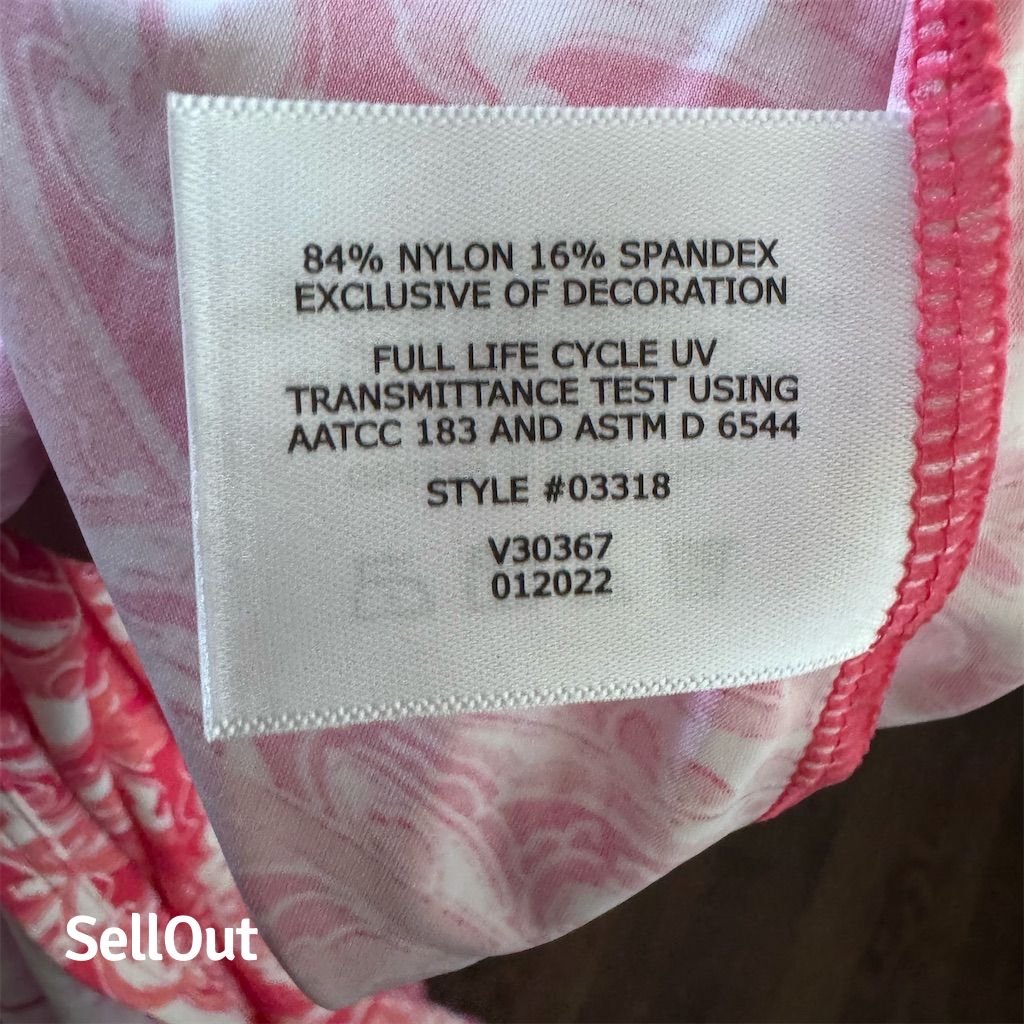 84% NYLON 16% SPANDEX
EXCLUSIVE OF DECORATION
FULL LIFE CYCLE UV
TRANSMITTANCE TEST USING
AATCC 183 AND ASTM D 6544
STYLE #03318
V30367
012022
SellOut